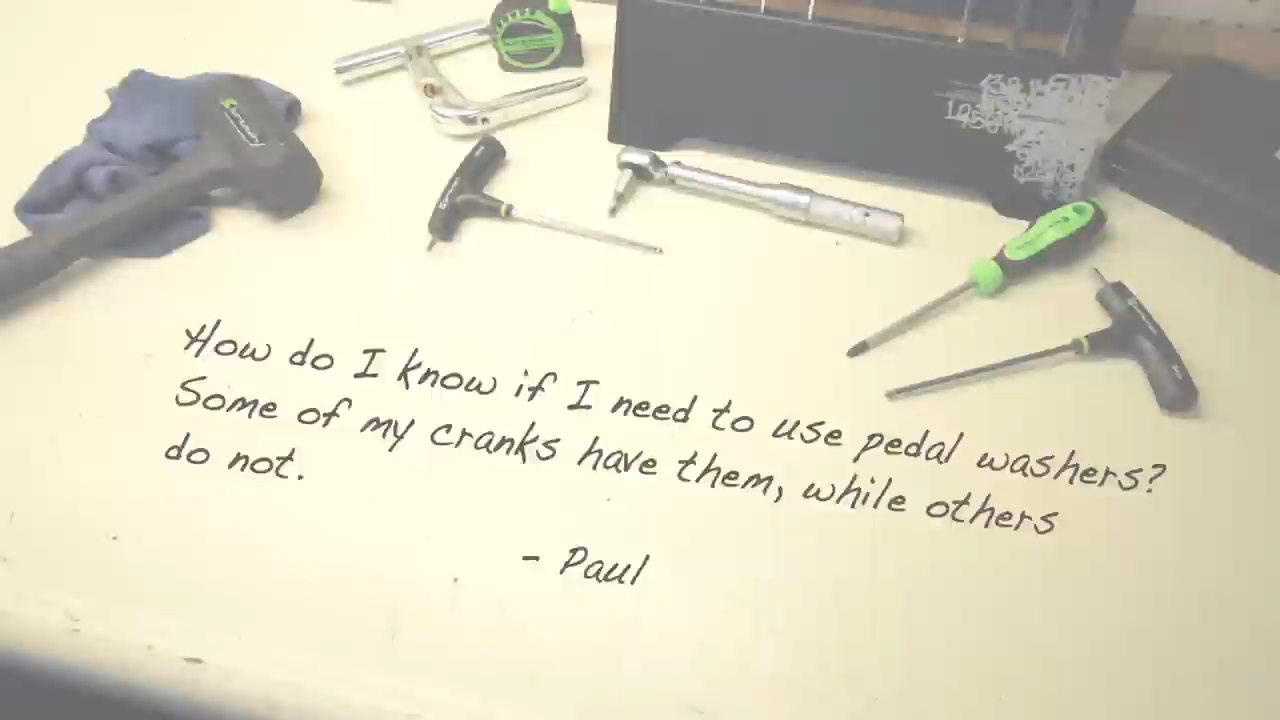 How do I know if I need to use pedal washers?
Some of my cranks have them, while others
do not.
- Paul